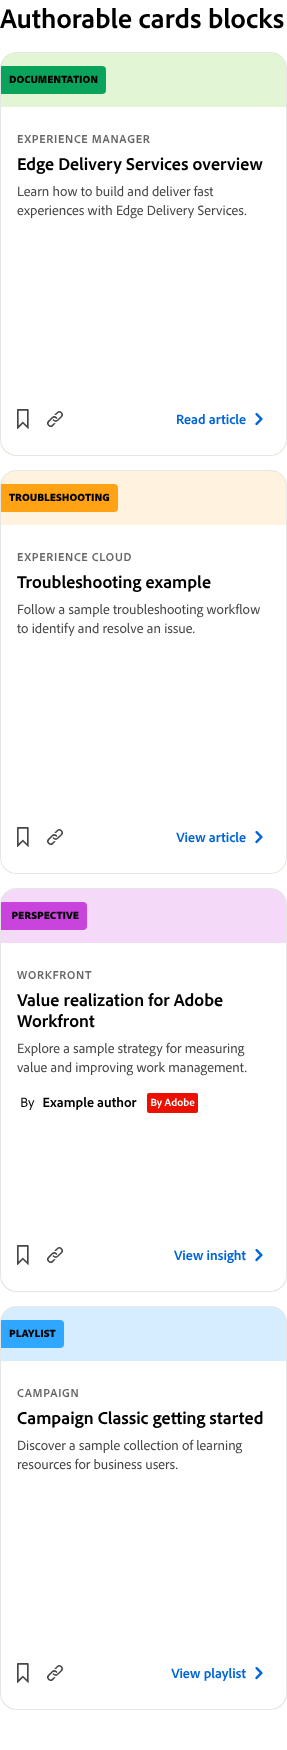 Authorable cards blocks
DOCUMENTATION
EXPERIENCE MANAGER
Edge Delivery Services overview
Learn how to build and deliver fast
experiences with Edge Delivery Services.
Read article
TROUBLESHOOTING
EXPERIENCE CLOUD
Troubleshooting example
Follow a sample troubleshooting workflow
to identify and resolve an issue.
View article
PERSPECTIVE
WORKFRONT
Value realization for Adobe
Workfront
Explore a sample strategy for measuring
value and improving work management.
By Example author By Adobe
View insight
PLAYLIST
CAMPAIGN
Campaign Classic getting started
Discover a sample collection of learning
resources for business users.
View playlist